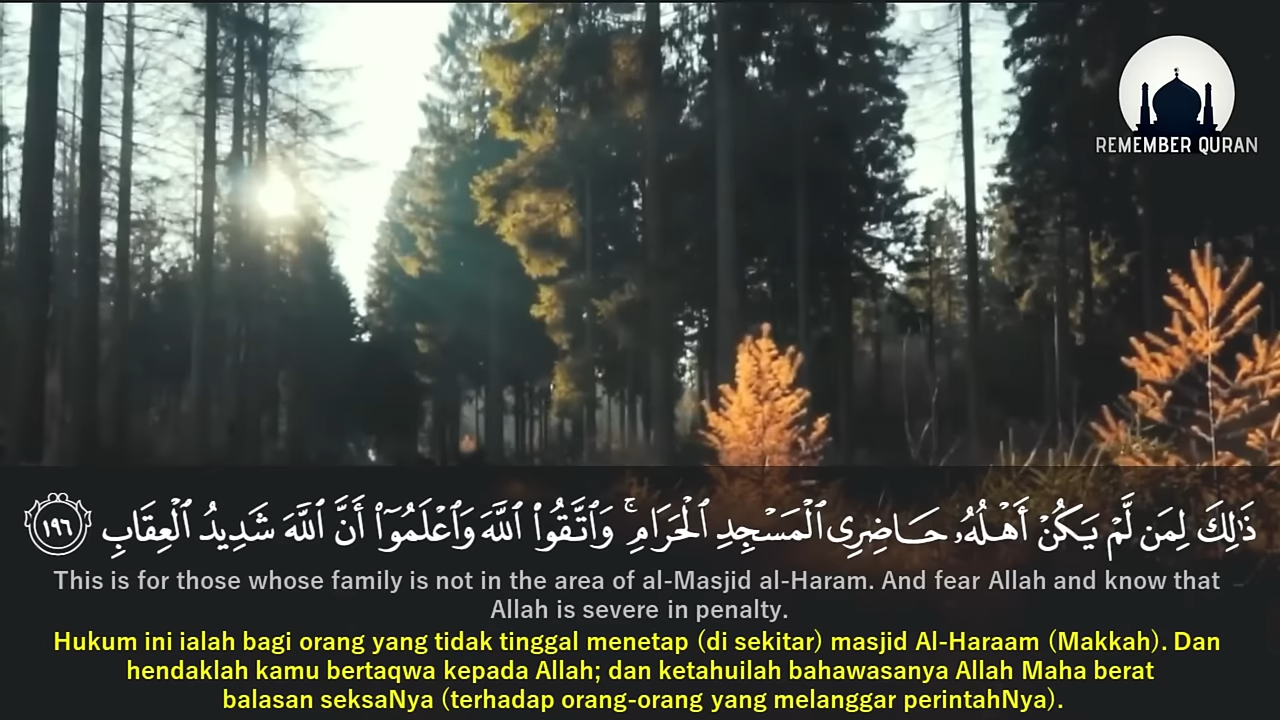 REMEMBER QURAN
ذَٰلِكَ لِمَن لَّمْ يَكُنْ أَهْلُهُۥ حَاضِرِى ٱلْمَسْجِدِ ٱلْحَرَامِ ۚ وَٱتَّقُوا۟ ٱللَّهَ وَٱعْلَمُوٓا۟ أَنَّ ٱللَّهَ شَدِيدُ ٱلْعِقَابِ ١٩٦
This is for those whose family is not in the area of al-Masjid al-Haram. And fear Allah and know that
Allah is severe in penalty.
Hukum ini ialah bagi orang yang tidak tinggal menetap (di sekitar) masjid Al-Haraam (Makkah). Dan
hendaklah kamu bertaqwa kepada Allah; dan ketahuilah bahawasanya Allah Maha berat
balasan seksaNya (terhadap orang-orang yang melanggar perintahNya).